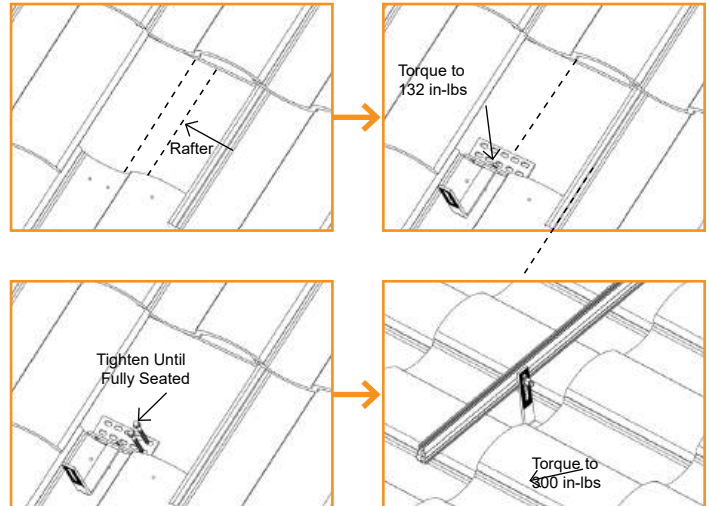 Rafter
Torque to
132 in-lbs
Tighten Until
Fully Seated
Torque to
300 in-lbs